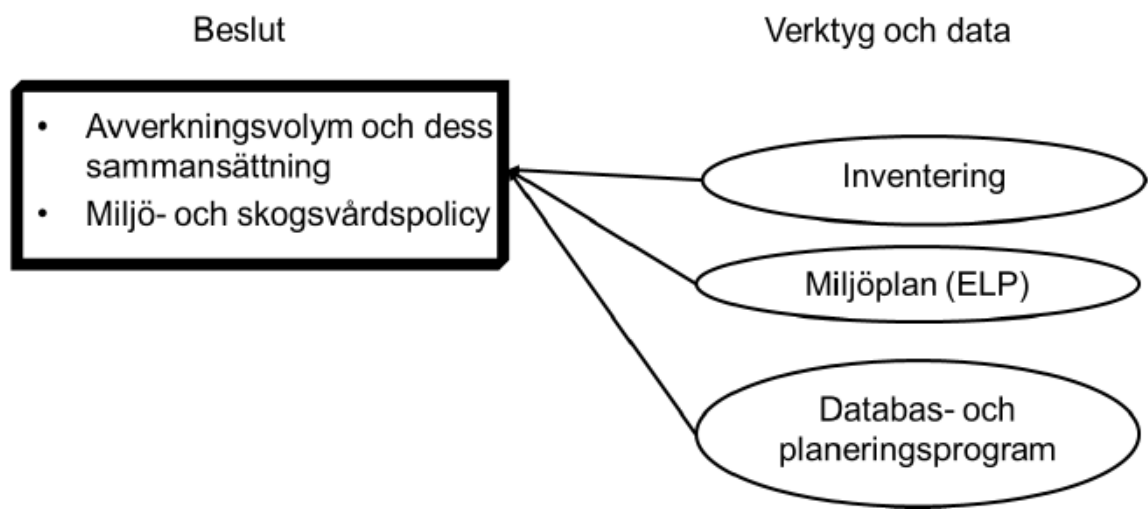 Beslut
Verktyg och data
• Avverkningsvolym och dess
sammansättning
• Miljö- och skogsvårdspolicy
Inventering
Miljöplan (ELP)
Databas- och
planeringsprogram